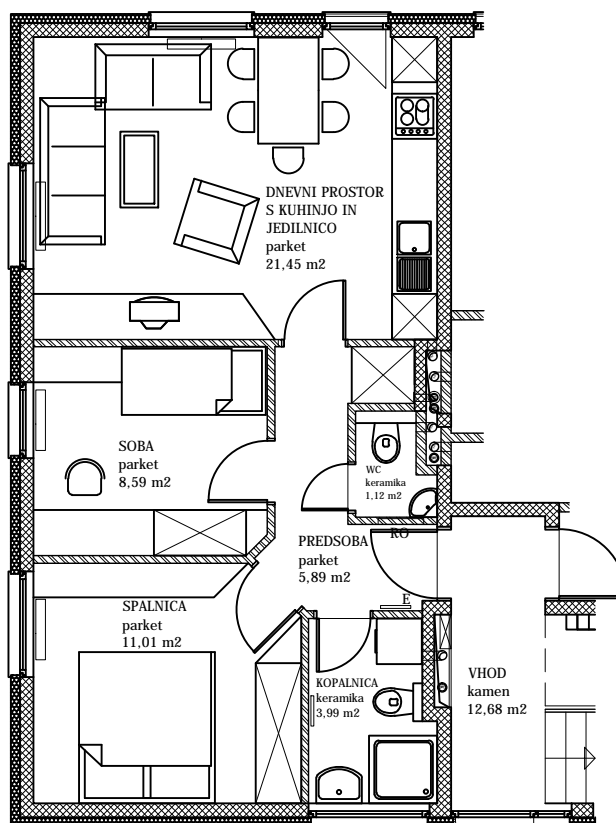 DNEVNI PROSTOR
S KUHINJO IN
JEDILNICO
parket
21,45 m2
SOBA
parket
8,59 m2
WC
keramika
1,12 m2
RO
PREDSOBA
parket
5,89 m2
E
SPALNICA
parket
11,01 m2
KOPALNICA
keramika
3,99 m2
VHOD
kamen
12,68 m2